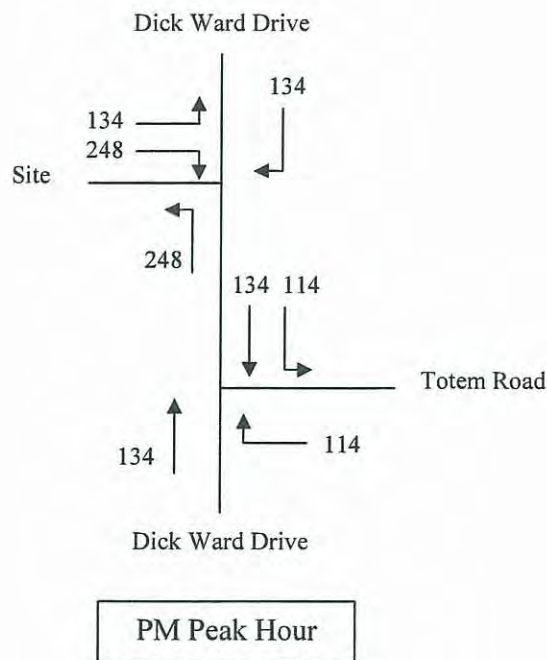 Dick Ward Drive
134
134
248
Site
248
134 114
Totem Road
134
114
Dick Ward Drive
PM Peak Hour